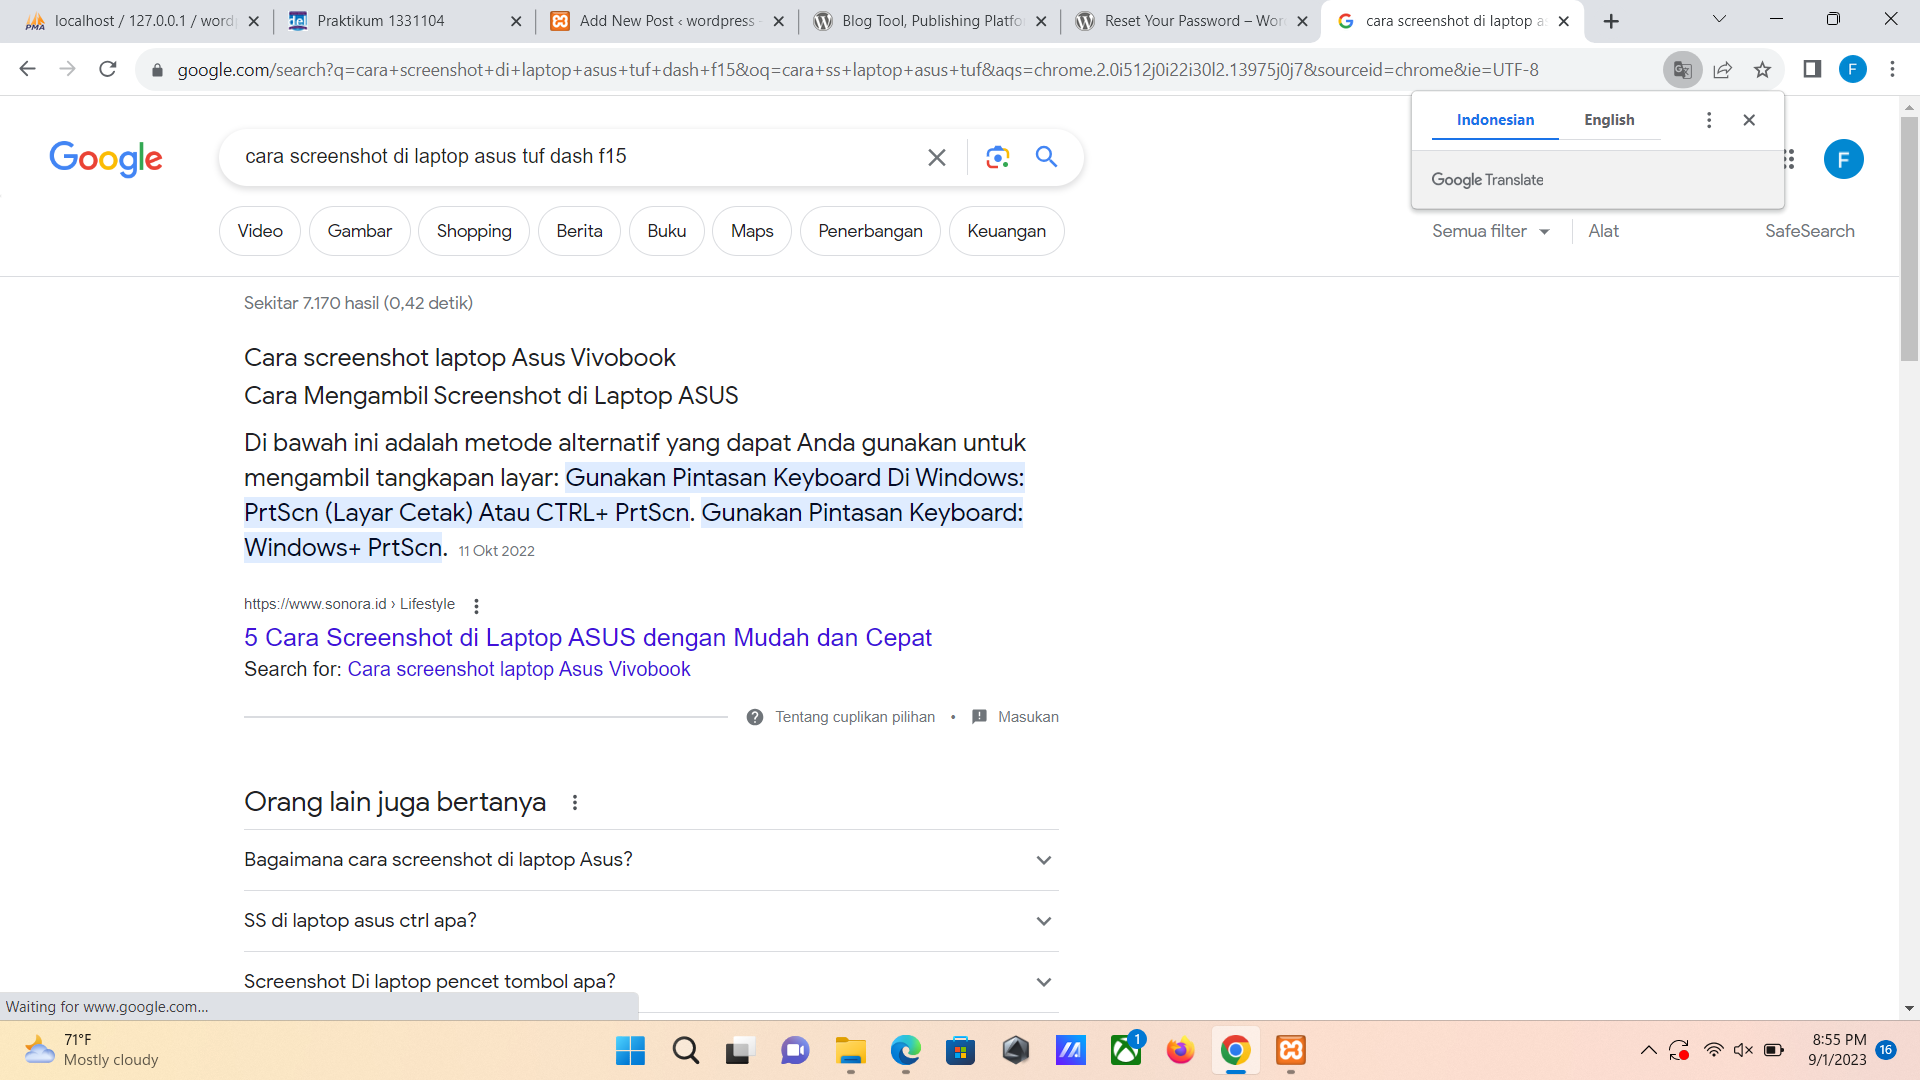 localhost / 127.0.0.1 / wordp
Praktikum 1331104
Add New Post ‹ wordpress
Blog Tool, Publishing Platfo
Reset Your Password – Wor
cara screenshot di laptop a
google.com/search?q=cara+screenshot+di+laptop+asus+tuf+dash+f15&oq=cara+ss+laptop+asus+tuf&aqs=chrome.2.0i512j0i22i30l2.13975j0j7&sourceid=chrome&ie=UTF-8
F
Indonesian English
Google Translate
Google
cara screenshot di laptop asus tuf dash f15
F
Video Gambar Shopping Berita Buku Maps Penerbangan Keuangan
Semua filter Alat SafeSearch
Sekitar 7.170 hasil (0,42 detik)
Cara screenshot laptop Asus Vivobook
Cara Mengambil Screenshot di Laptop ASUS
Di bawah ini adalah metode alternatif yang dapat Anda gunakan untuk
mengambil tangkapan layar: Gunakan Pintasan Keyboard Di Windows:
PrtScn (Layar Cetak) Atau CTRL+ PrtScn. Gunakan Pintasan Keyboard:
Windows+ PrtScn. 11 Okt 2022
https://www.sonora.id › Lifestyle
5 Cara Screenshot di Laptop ASUS dengan Mudah dan Cepat
Search for: Cara screenshot laptop Asus Vivobook
Tentang cuplikan pilihan • Masukan
Orang lain juga bertanya
Bagaimana cara screenshot di laptop Asus?
SS di laptop asus ctrl apa?
Screenshot Di laptop pencet tombol apa?
Waiting for www.google.com...
71°F
Mostly cloudy
1
8:55 PM
9/1/2023
16